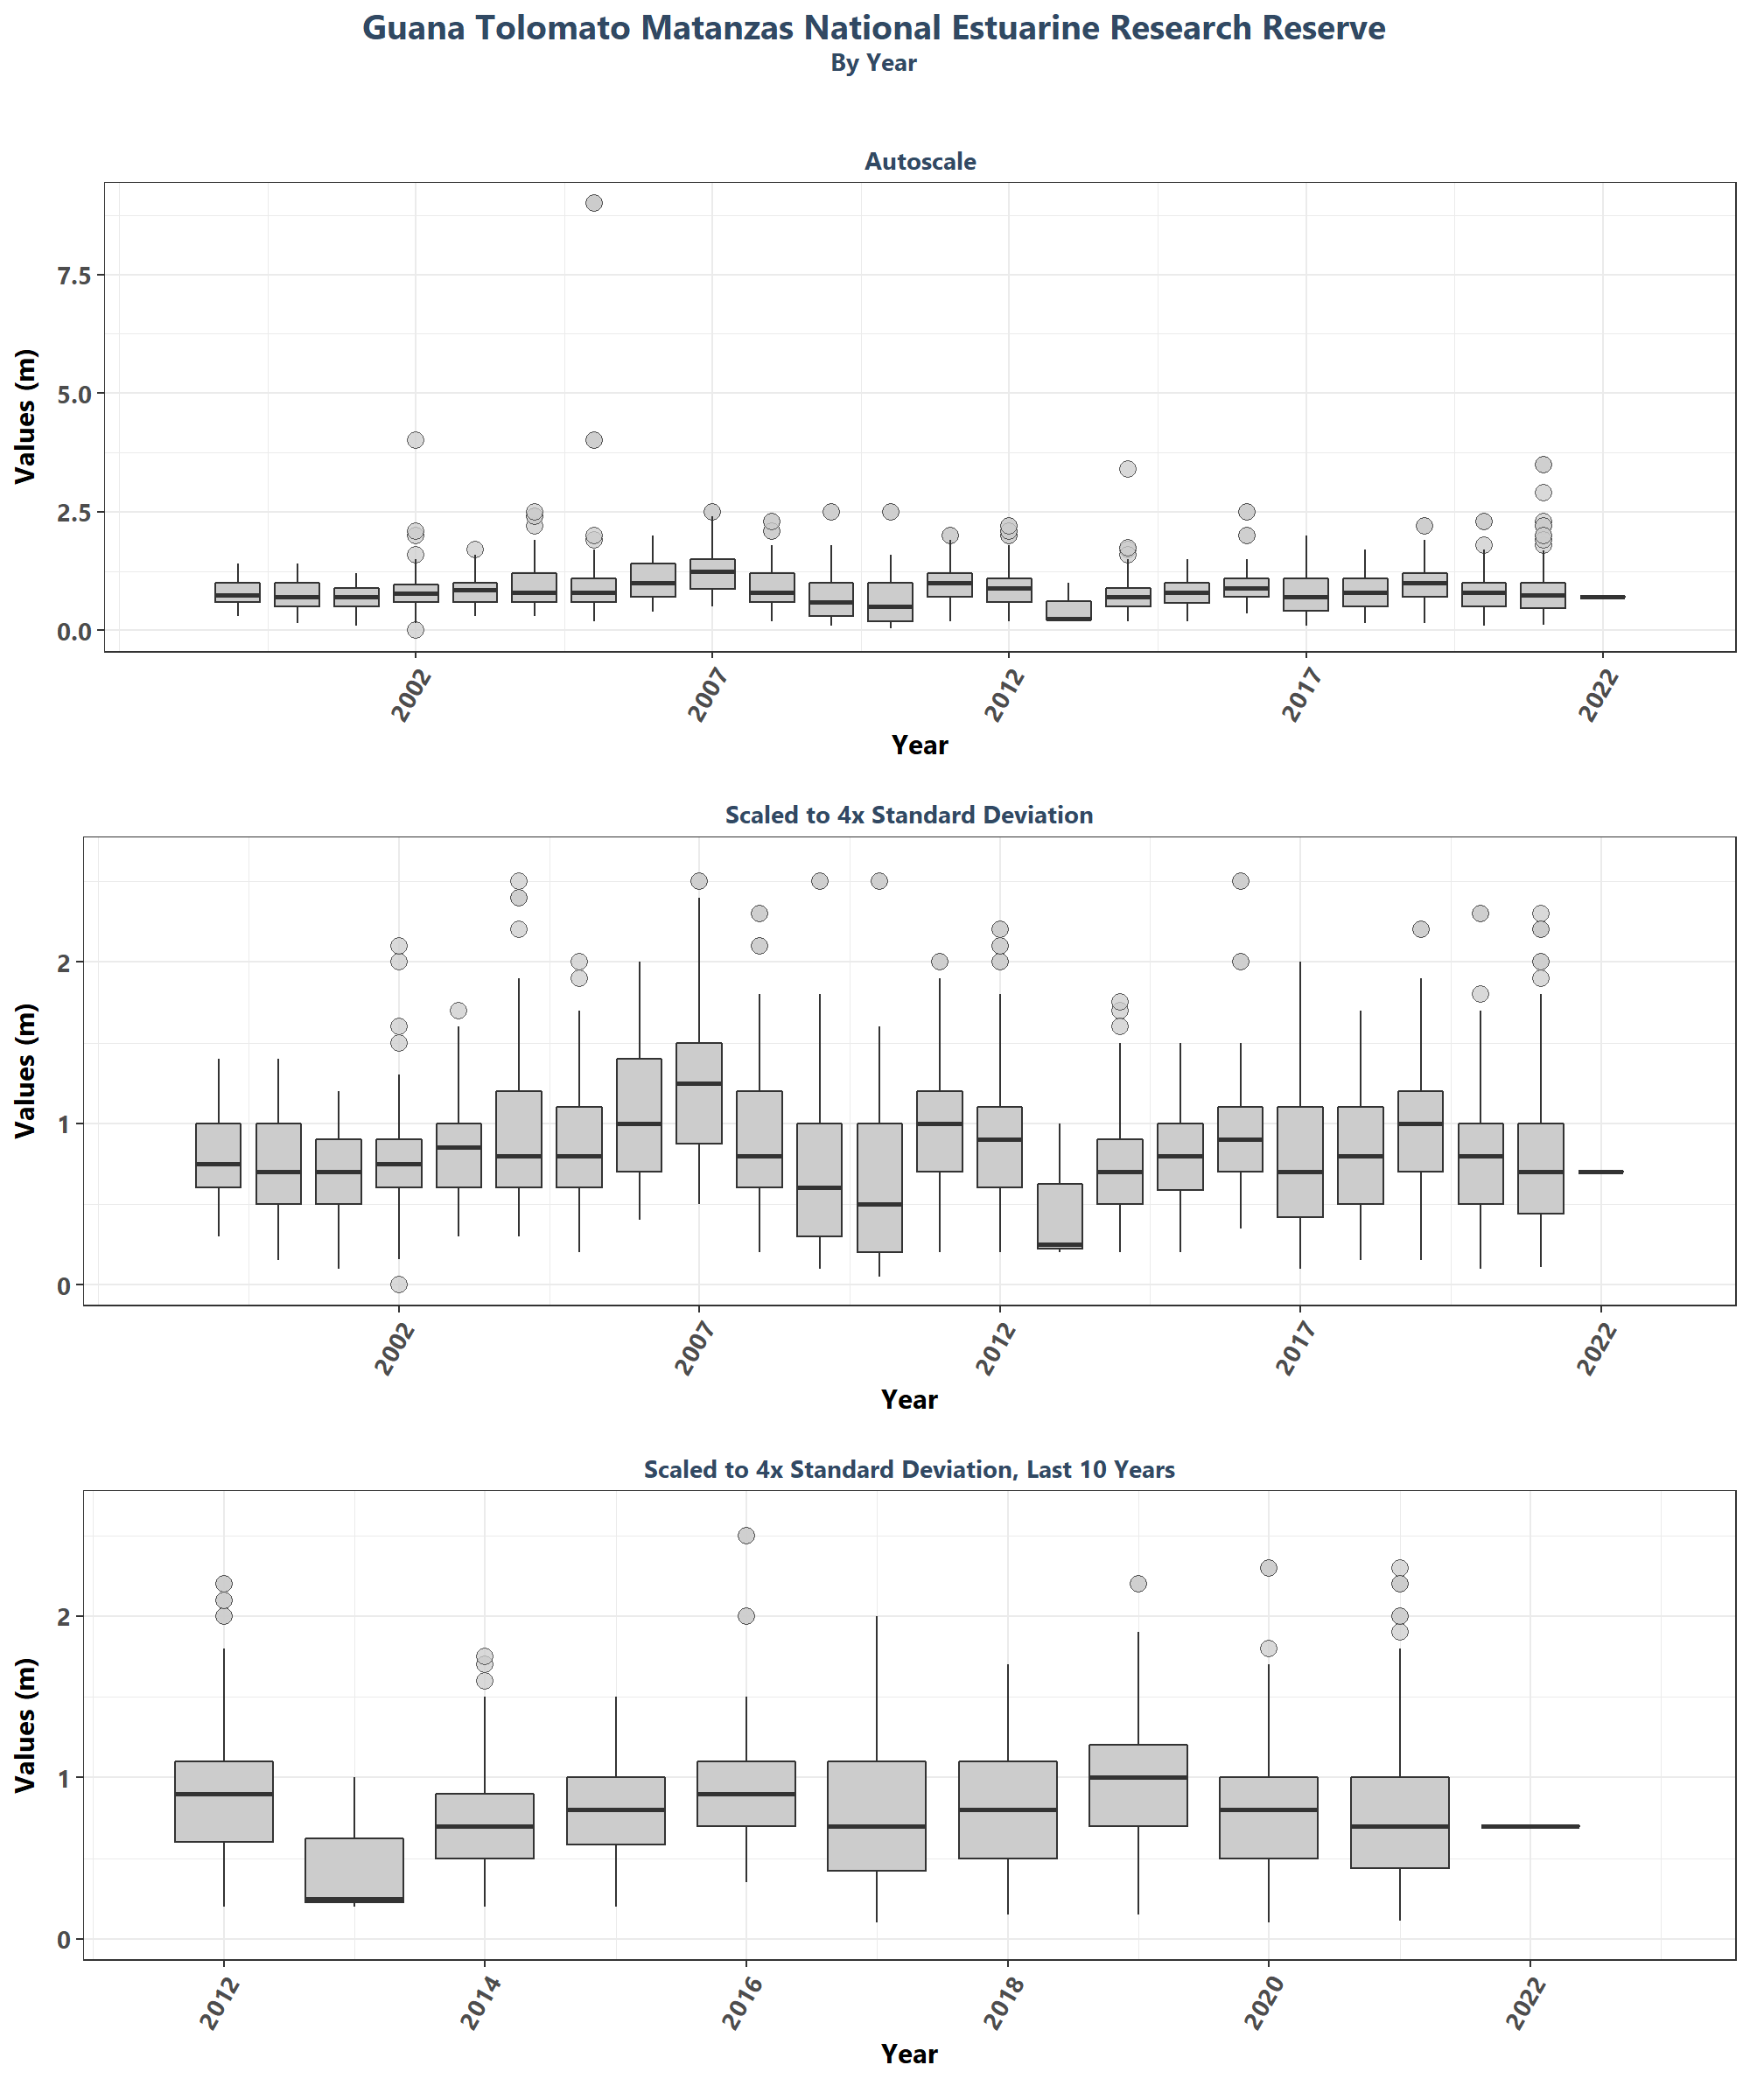 Guana Tolomato Matanzas National Estuarine Research Reserve
By Year
Autoscale
Values (m)
7.5
5.0
2.5
0.0
2002
2007
2012
2017
2022
Year
Scaled to 4x Standard Deviation
Values (m)
2
1
0
2002
2007
2012
2017
2022
Year
Scaled to 4x Standard Deviation, Last 10 Years
Values (m)
2
1
0
2012
2014
2016
2018
2020
2022
Year